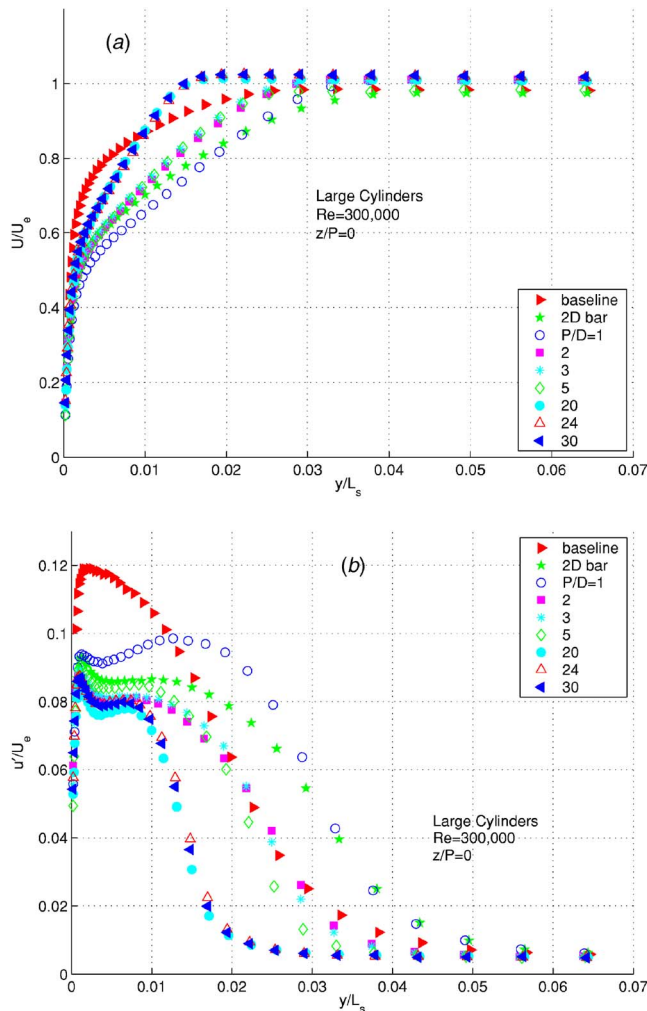 (a)
1
0.8
0.6
0.4
0.2
0
U/Uₑ
Large Cylinders
Re=300,000
z/P=0
baseline
2D bar
P/D=1
2
3
5
20
24
30
0 0.01 0.02 0.03 0.04 0.05 0.06 0.07
y/Lₛ
(b)
0.12
0.1
0.08
0.06
0.04
0.02
0
u'/Uₑ
baseline
2D bar
P/D=1
2
3
5
20
24
30
Large Cylinders
Re=300,000
z/P=0
0 0.01 0.02 0.03 0.04 0.05 0.06 0.07
y/Lₛ